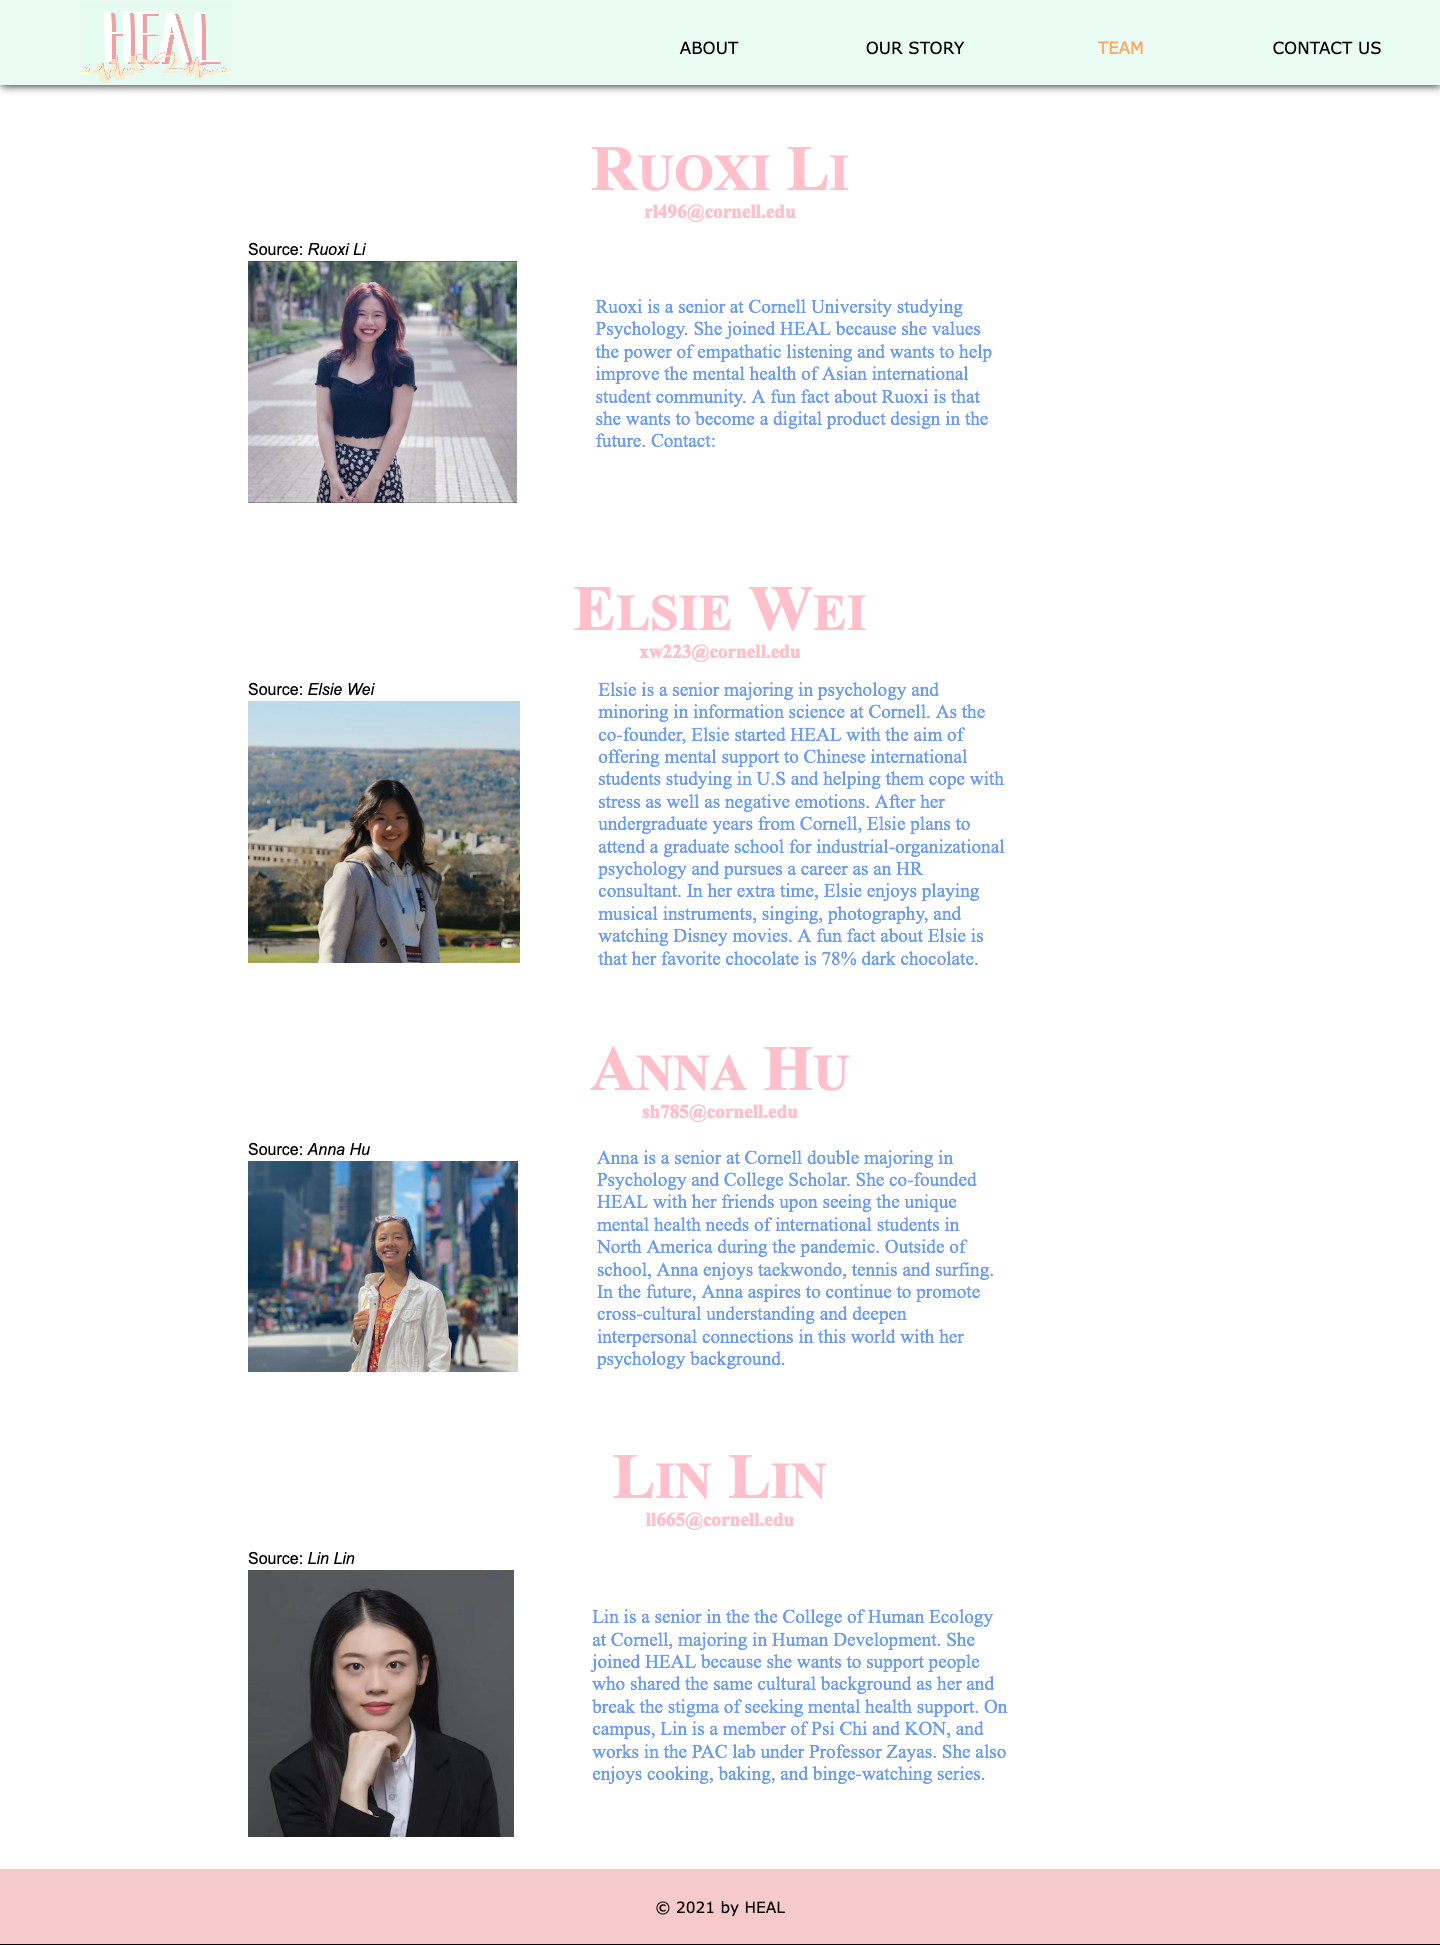 HEAL
ABOUT
OUR STORY
TEAM
CONTACT US
RUOXI LI
rl496@cornell.edu
Source: Ruoxi Li
Ruoxi is a senior at Cornell University studying
Psychology. She joined HEAL because she values
the power of empathatic listening and wants to help
improve the mental health of Asian international
student community. A fun fact about Ruoxi is that
she wants to become a digital product design in the
future. Contact:
ELSIE WEI
xw223@cornell.edu
Source: Elsie Wei
Elsie is a senior majoring in psychology and
minoring in information science at Cornell. As the
co-founder, Elsie started HEAL with the aim of
offering mental support to Chinese international
students studying in U.S and helping them cope with
stress as well as negative emotions. After her
undergraduate years from Cornell, Elsie plans to
attend a graduate school for industrial-organizational
psychology and pursues a career as an HR
consultant. In her extra time, Elsie enjoys playing
musical instruments, singing, photography, and
watching Disney movies. A fun fact about Elsie is
that her favorite chocolate is 78% dark chocolate.
ANNA HU
sh785@cornell.edu
Source: Anna Hu
Anna is a senior at Cornell double majoring in
Psychology and College Scholar. She co-founded
HEAL with her friends upon seeing the unique
mental health needs of international students in
North America during the pandemic. Outside of
school, Anna enjoys taekwondo, tennis and surfing.
In the future, Anna aspires to continue to promote
cross-cultural understanding and deepen
interpersonal connections in this world with her
psychology background.
LIN LIN
ll665@cornell.edu
Source: Lin Lin
Lin is a senior in the the College of Human Ecology
at Cornell, majoring in Human Development. She
joined HEAL because she wants to support people
who shared the same cultural background as her and
break the stigma of seeking mental health support. On
campus, Lin is a member of Psi Chi and KON, and
works in the PAC lab under Professor Zayas. She also
enjoys cooking, baking, and binge-watching series.
© 2021 by HEAL